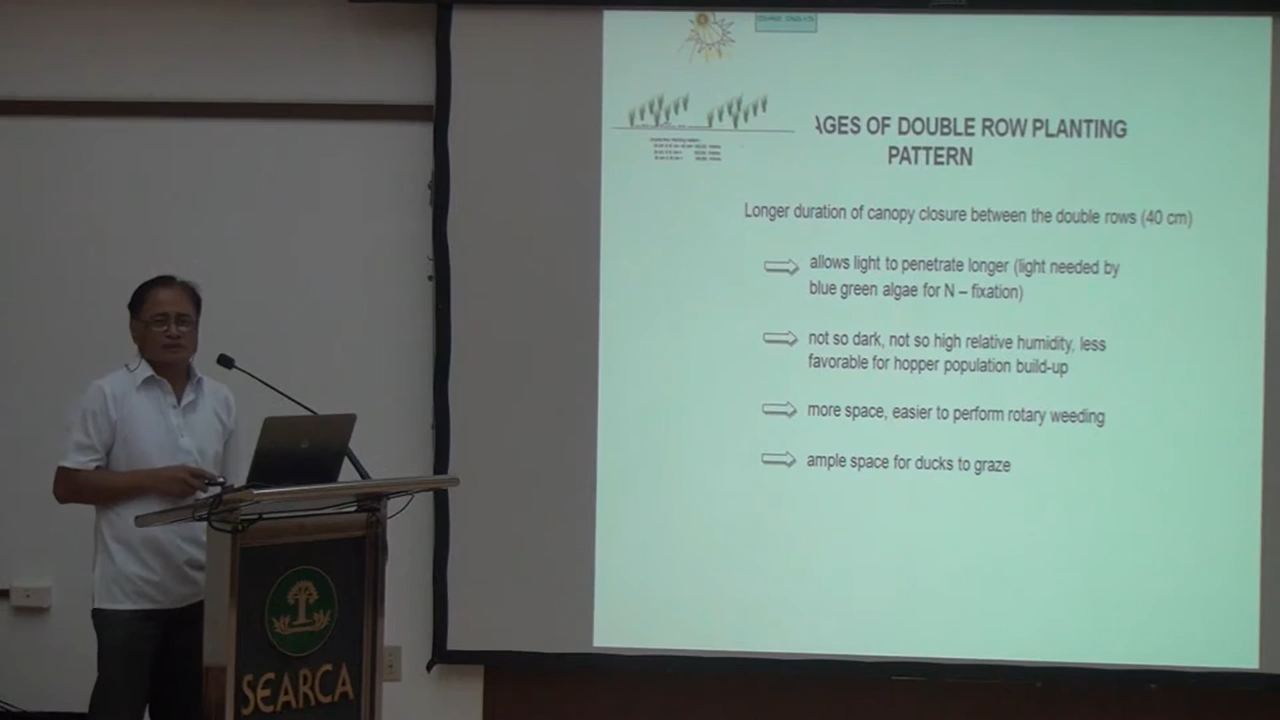 AGES OF DOUBLE ROW PLANTING
PATTERN
Longer duration of canopy closure between the double rows (40 cm)
allows light to penetrate longer (light needed by
blue green algae for N – fixation)
not so dark, not so high relative humidity, less
favorable for hopper population build-up
more space, easier to perform rotary weeding
ample space for ducks to graze
SEARCA